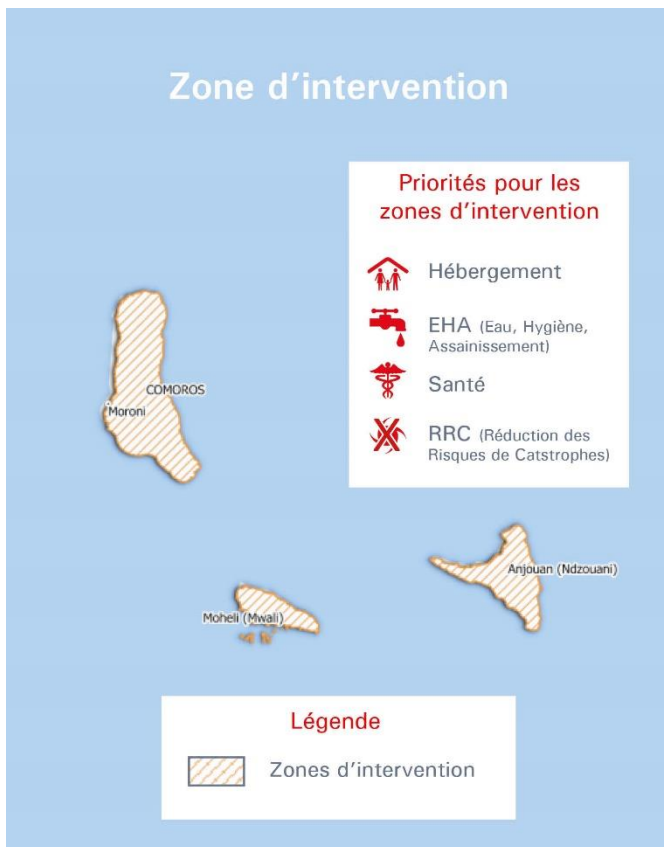 Zone d'intervention
Priorités pour les
zones d'intervention
Hébergement
EHA (Eau, Hygiène,
Assainissement)
Santé
RRC (Réduction des
Risques de Catstrophes)
COMOROS
Moroni
Anjouan (Ndzouani)
Moheli (Mwali)
Légende
Zones d'intervention